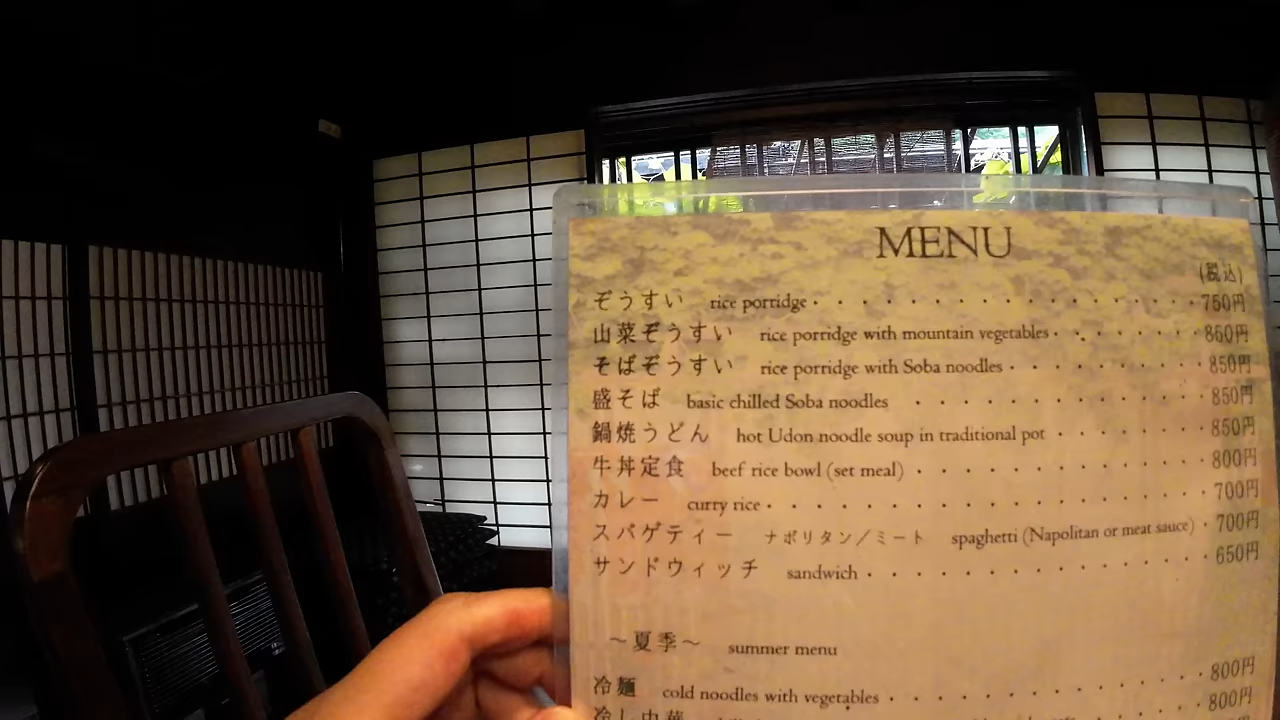 MENU
(税込)
ぞうすい rice porridge・・・・・・・・・・・・・・・・・750円
山菜ぞうすい rice porridge with mountain vegetables・・・・・・・850円
そばぞうすい rice porridge with Soba noodles・・・・・・・・・850円
盛そば basic chilled Soba noodles ・・・・・・・・・・・・850円
鍋焼うどん hot Udon noodle soup in traditional pot ・・・・・・・850円
牛丼定食 beef rice bowl (set meal)・・・・・・・・・・・・800円
カレー curry rice・・・・・・・・・・・・・・・・・・700円
スパゲティー ナポリタン／ミート spaghetti (Napolitan or meat sauce)・700円
サンドウィッチ sandwich・・・・・・・・・・・・・・650円
～夏季～ summer menu
冷麺 cold noodles with vegetables・・・・・・・・・・・・800円
冷し中華 800円